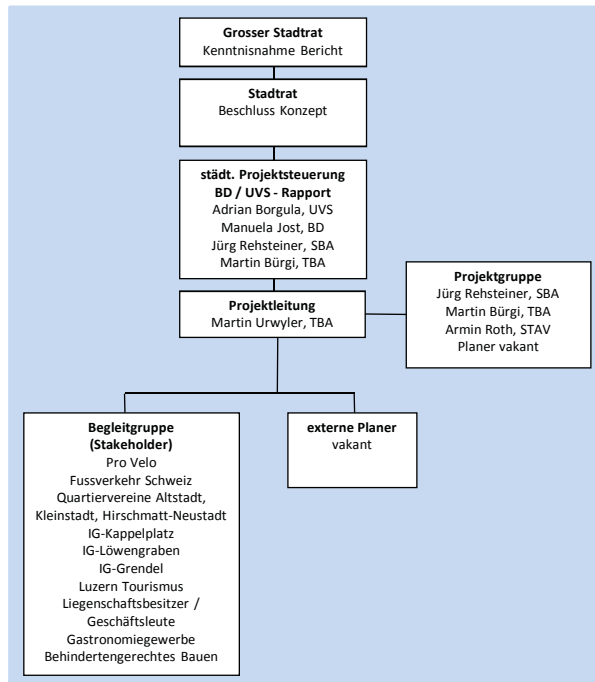 Grosser Stadtrat
Kenntnisnahme Bericht
Stadtrat
Beschluss Konzept
städt. Projektsteuerung
BD / UVS - Rapport
Adrian Borgula, UVS
Manuela Jost, BD
Jürg Rehsteiner, SBA
Martin Bürgi, TBA
Projektleitung
Martin Urwyler, TBA
Projektgruppe
Jürg Rehsteiner, SBA
Martin Bürgi, TBA
Armin Roth, STAV
Planer vakant
Begleitgruppe
(Stakeholder)
Pro Velo
Fussverkehr Schweiz
Quartiervereine Altstadt,
Kleinstadt, Hirschmatt-Neustadt
IG-Kappelplatz
IG-Löwengraben
IG-Grendel
Luzern Tourismus
Liegenschaftsbesitzer /
Geschäftsleute
Gastronomiegewerbe
Behindertengerechtes Bauen
externe Planer
vakant